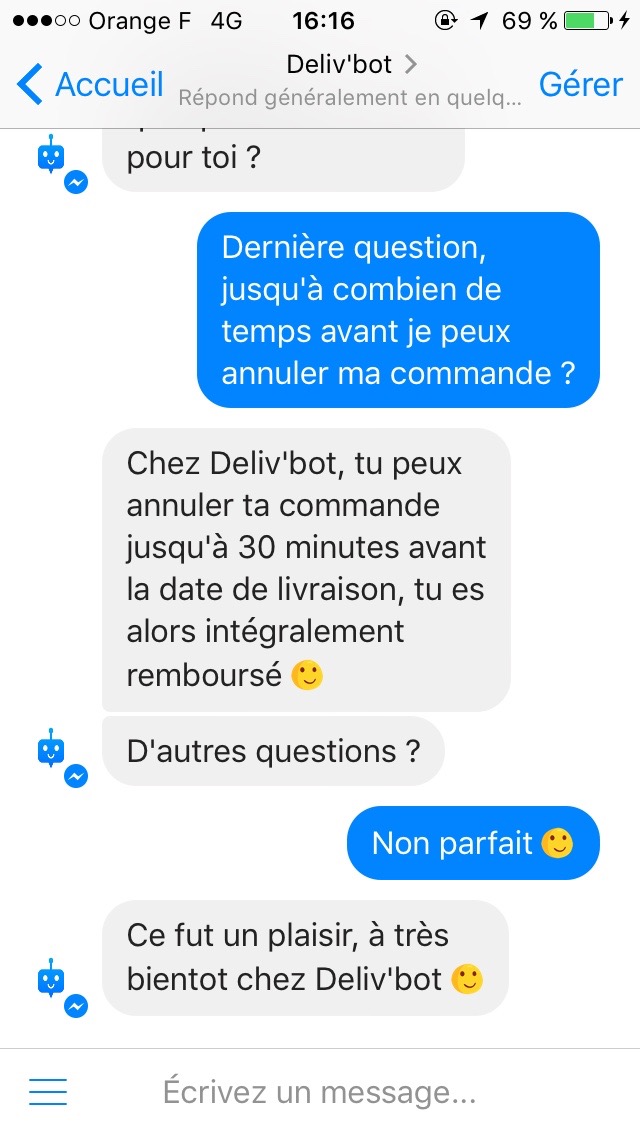 Orange F 4G 16:16 69 %
Accueil Deliv'bot Gérer
Répond généralement en quelq...
pour toi ?
Dernière question,
jusqu'à combien de
temps avant je peux
annuler ma commande ?
Chez Deliv'bot, tu peux
annuler ta commande
jusqu'à 30 minutes avant
la date de livraison, tu es
alors intégralement
remboursé 🙂
D'autres questions ?
Non parfait 🙂
Ce fut un plaisir, à très
bientot chez Deliv'bot 🙂
Écrivez un message...